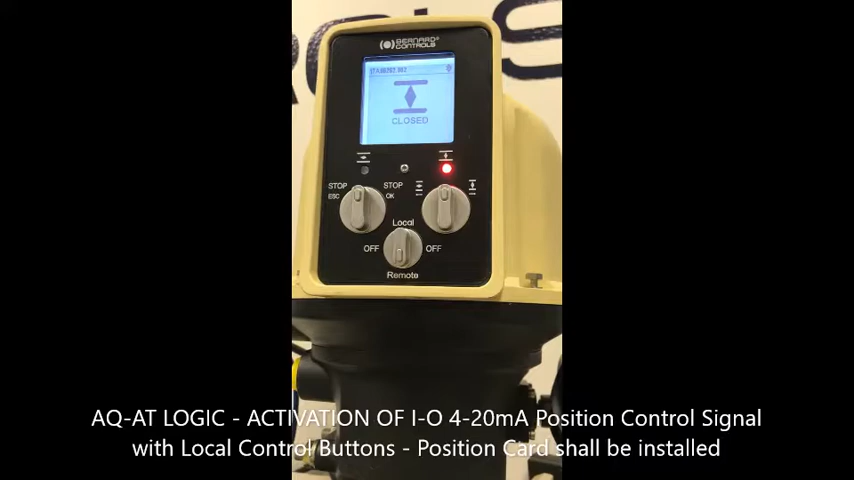 BERNARD®
CONTROLS
CLOSED
STOP
ESC
STOP
OK
Local
OFF
OFF
Remote
AQ-AT LOGIC - ACTIVATION OF I-O 4-20mA Position Control Signal
with Local Control Buttons - Position Card shall be installed